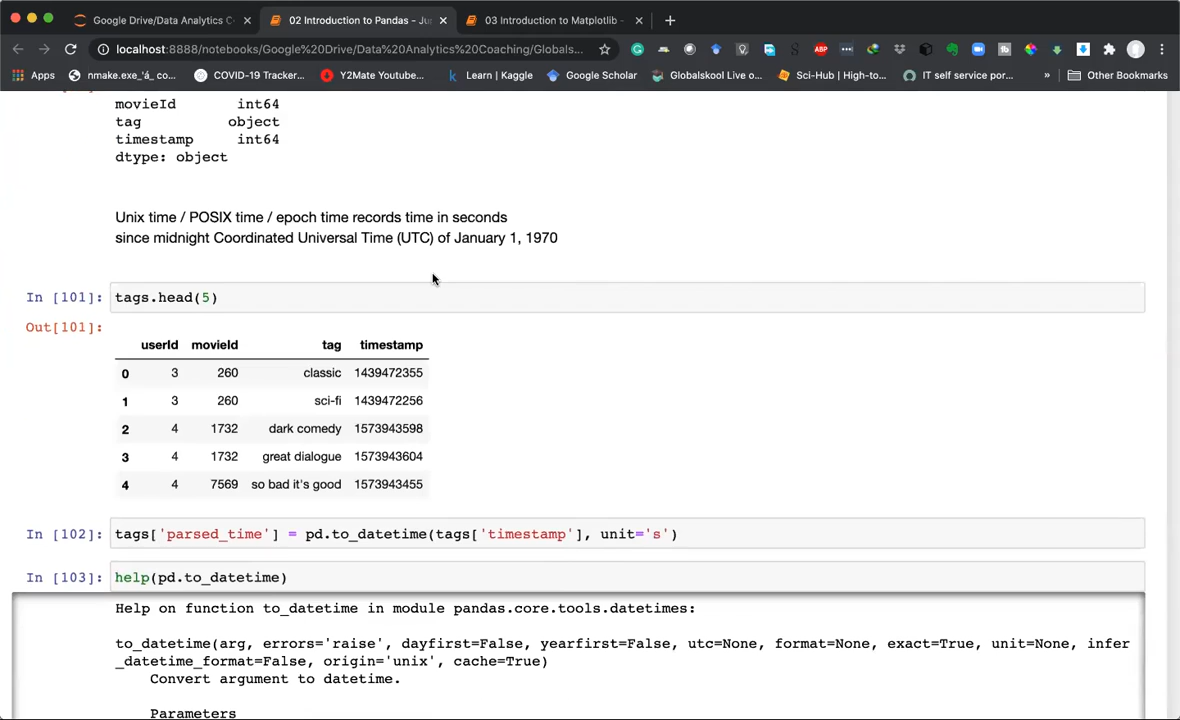 Google Drive/Data Analytics C
02 Introduction to Pandas - Ju
03 Introduction to Matplotlib -
localhost:8888/notebooks/Google%20Drive/Data%20Analytics%20Coaching/Globals...
Apps
nmake.exe_'á_ co...
COVID-19 Tracker...
Y2Mate Youtube...
Learn | Kaggle
Google Scholar
Globalskool Live o...
Sci-Hub | High-to...
IT self service por...
»
Other Bookmarks
movieId int64
tag object
timestamp int64
dtype: object
Unix time / POSIX time / epoch time records time in seconds
since midnight Coordinated Universal Time (UTC) of January 1, 1970
In [101]: tags.head(5)
Out[101]:
userId movieId tag timestamp
0 3 260 classic 1439472355
1 3 260 sci-fi 1439472256
2 4 1732 dark comedy 1573943598
3 4 1732 great dialogue 1573943604
4 4 7569 so bad it's good 1573943455
In [102]: tags['parsed_time'] = pd.to_datetime(tags['timestamp'], unit='s')
In [103]: help(pd.to_datetime)
Help on function to_datetime in module pandas.core.tools.datetimes:
to_datetime(arg, errors='raise', dayfirst=False, yearfirst=False, utc=None, format=None, exact=True, unit=None, infer
_datetime_format=False, origin='unix', cache=True)
Convert argument to datetime.
Parameters